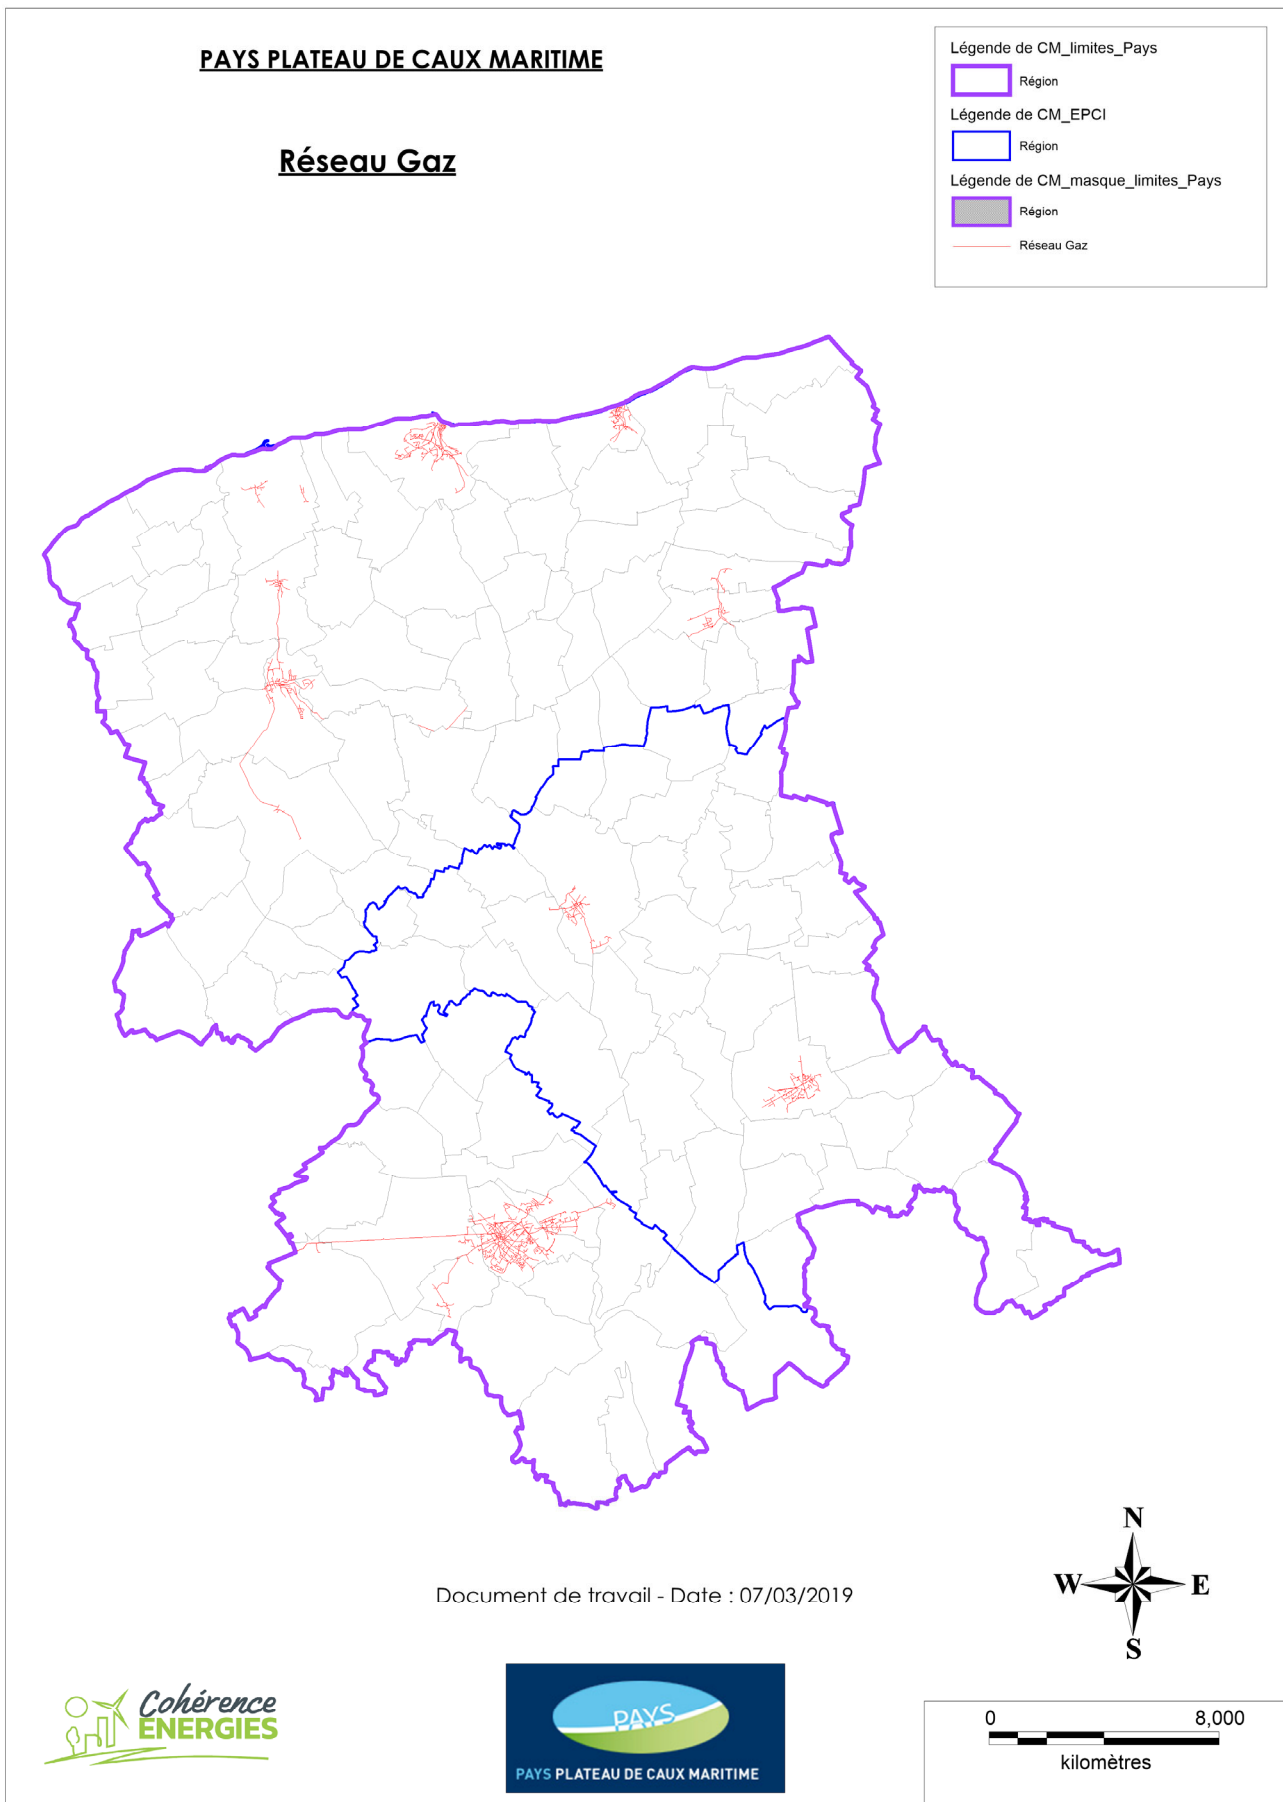 PAYS PLATEAU DE CAUX MARITIME
Réseau Gaz
Légende de CM_limites_Pays
Région
Légende de CM_EPCI
Région
Légende de CM_masque_limites_Pays
Région
Réseau Gaz
N
W E
S
Document de travail - Date : 07/03/2019
Cohérence
ENERGIES
PAYS
PAYS PLATEAU DE CAUX MARITIME
0 8,000
kilomètres